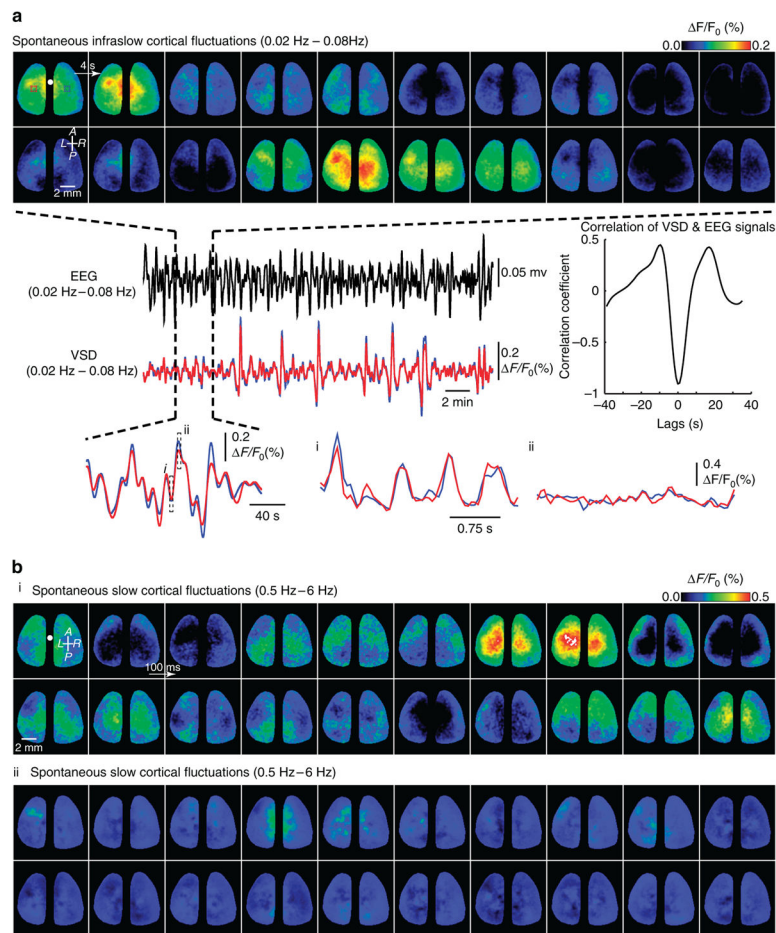 a
ΔF/F₀ (%)
Spontaneous infraslow cortical fluctuations (0.02 Hz – 0.08Hz)
0.0 0.2
4 s
A
L R
P
2 mm
Correlation of VSD & EEG signals
EEG
(0.02 Hz–0.08 Hz)
0.05 mv
VSD
(0.02 Hz–0.08 Hz)
0.2
ΔF/F₀(%)
2 min
Correlation coefficient
0.5
0
−0.5
−1
−40 −20 0 20 40
Lags (s)
ii
i
0.2
ΔF/F₀(%)
40 s
i
0.75 s
ii
0.4
ΔF/F₀(%)
b
ΔF/F₀ (%)
i Spontaneous slow cortical fluctuations (0.5 Hz–6 Hz)
0.0 0.5
A
L R
P
100 ms
2 mm
ii Spontaneous slow cortical fluctuations (0.5 Hz–6 Hz)